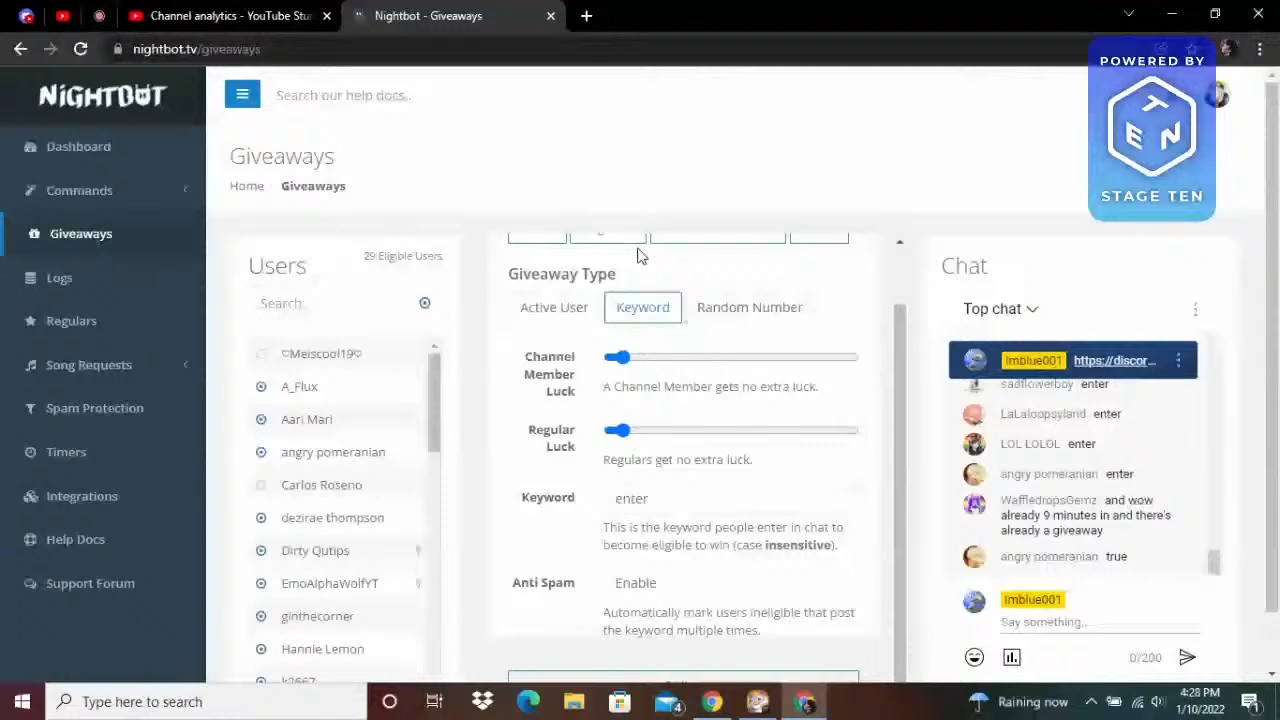 Channel analytics - YouTube Stu
Nightbot - Giveaways
nightbot.tv/giveaways
POWERED BY
TEN
STAGE TEN
NIGHTBOT
Search our help docs..
Dashboard
Commands
Giveaways
Logs
Regulars
Song Requests
Spam Protection
Timers
Integrations
Help Docs
Support Forum
Giveaways
Home Giveaways
Users
29 Eligible Users.
Search:
♡Meiscool19♡
A_Flux
Aari Mari
angry pomeranian
Carlos Roseno
dezirae thompson
Dirty Qutips
EmoAlphaWolfYT
ginthecorner
Hannie Lemon
Giveaway Type
Active User Keyword Random Number
Channel
Member
Luck
A Channel Member gets no extra luck.
Regular
Luck
Regulars get no extra luck.
Keyword
enter
This is the keyword people enter in chat to
become eligible to win (case insensitive).
Anti Spam
Enable
Automatically mark users ineligible that post
the keyword multiple times.
Chat
Top chat
Imblue001 https://discor...
sadflowerboy enter
LaLaloopsyland enter
LOL LOLOL enter
angry pomeranian enter
WaffledropsGemz and wow
already 9 minutes in and there's
already a giveaway
angry pomeranian true
Imblue001
Say something..
0/200
Type here to search
4
Raining now
4:28 PM
1/10/2022
1